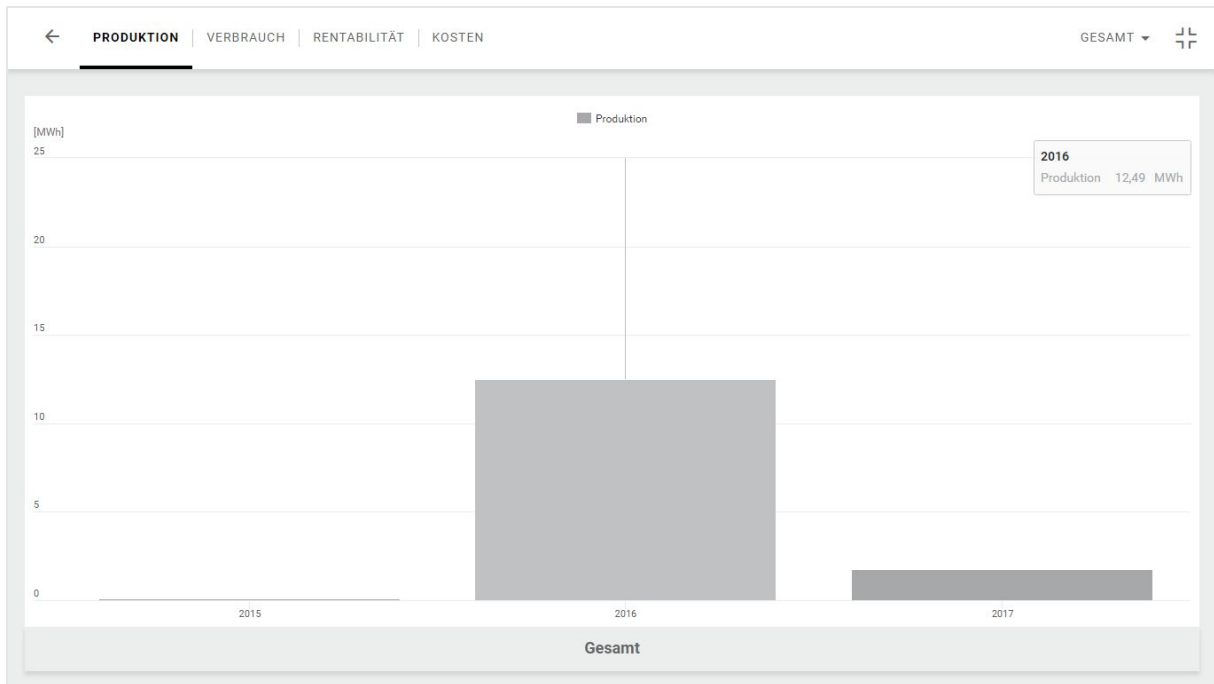 PRODUKTION VERBRAUCH RENTABILITÄT KOSTEN GESAMT
Produktion
[MWh]
25
2016
Produktion 12,49 MWh
20
15
10
5
0
2015 2016 2017
Gesamt